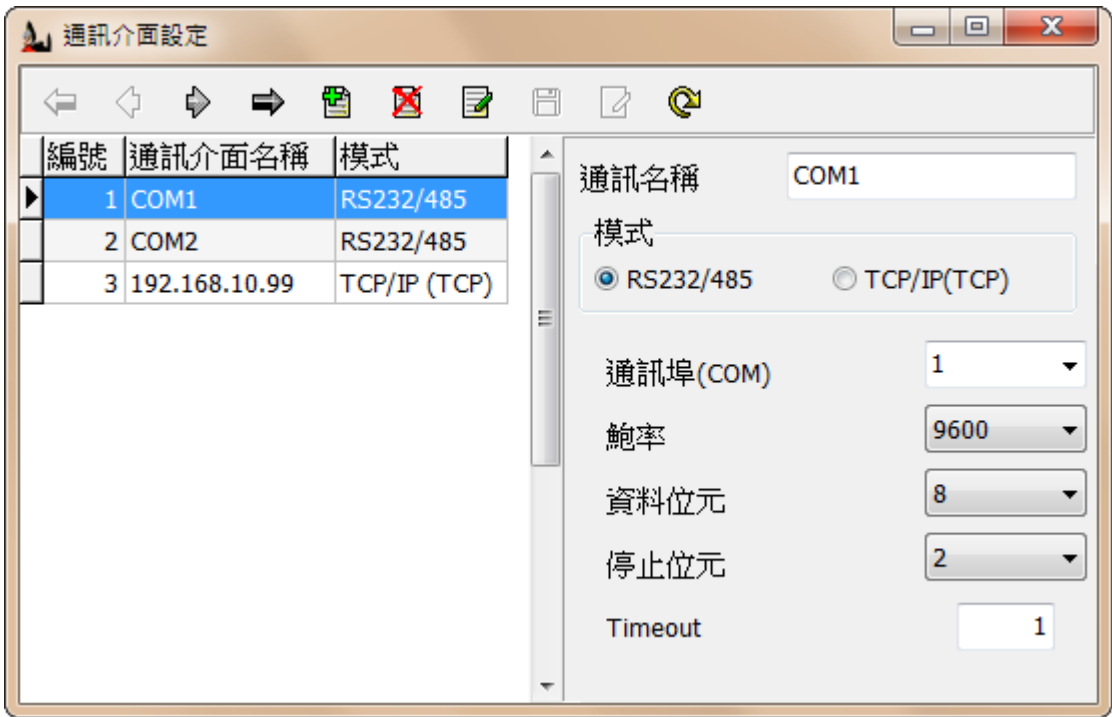 通訊介面設定
編號 通訊介面名稱 模式
1 COM1 RS232/485
2 COM2 RS232/485
3 192.168.10.99 TCP/IP (TCP)
通訊名稱 COM1
模式
RS232/485 TCP/IP(TCP)
通訊埠(COM) 1
鮑率 9600
資料位元 8
停止位元 2
Timeout 1